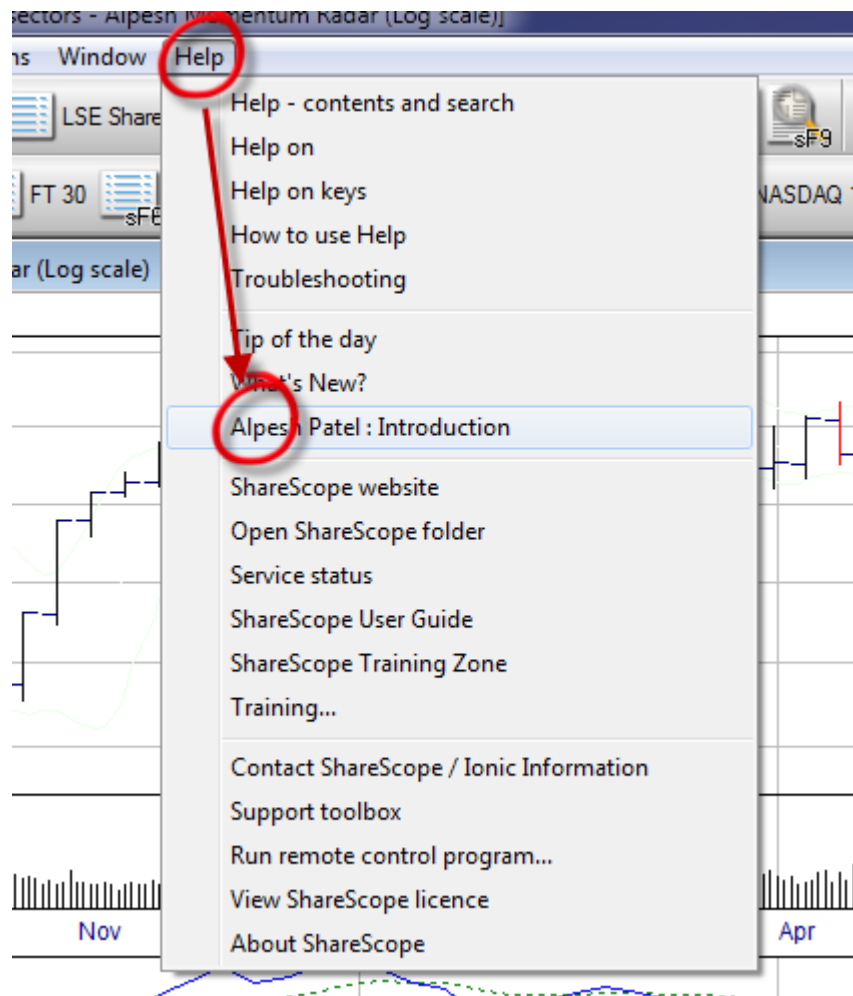 sectors - Alpesh Momentum Radar (Log scale)]
ns Window Help
LSE Share
sF9
FT 30
sF6
NASDAQ 1
ar (Log scale)
Help - contents and search
Help on
Help on keys
How to use Help
Troubleshooting
Tip of the day
What's New?
Alpesh Patel : Introduction
ShareScope website
Open ShareScope folder
Service status
ShareScope User Guide
ShareScope Training Zone
Training...
Contact ShareScope / Ionic Information
Support toolbox
Run remote control program...
View ShareScope licence
About ShareScope
Nov
Apr